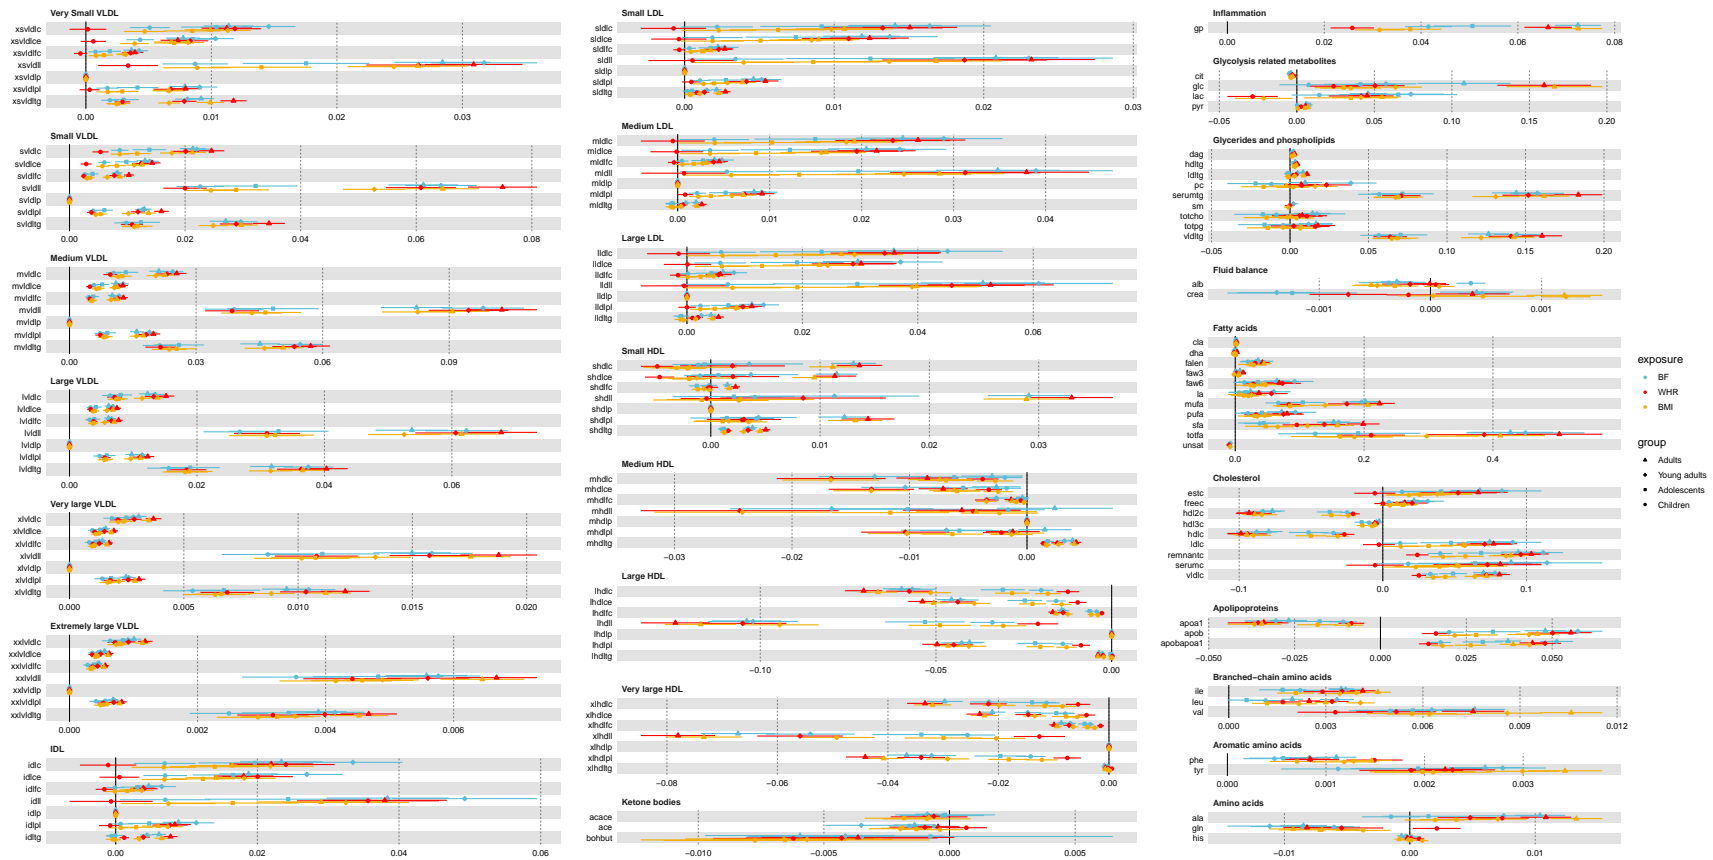 Very Small VLDL
xsvldlc
xsvldlce
xsvldlfc
xsvldll
xsvldlp
xsvldlpl
xsvldltg
0.00 0.01 0.02 0.03
Small VLDL
svldlc
svldlce
svldlfc
svldll
svldlp
svldlpl
svldltg
0.00 0.02 0.04 0.06 0.08
Medium VLDL
mvldlc
mvldlce
mvldlfc
mvldll
mvldlp
mvldlpl
mvldltg
0.00 0.03 0.06 0.09
Large VLDL
lvldlc
lvldlce
lvldlfc
lvldll
lvldlp
lvldlpl
lvldltg
0.00 0.02 0.04 0.06
Very large VLDL
xlvldlc
xlvldlce
xlvldlfc
xlvldll
xlvldlp
xlvldlpl
xlvldltg
0.000 0.005 0.010 0.015 0.020
Extremely large VLDL
xxlvldlc
xxlvldlce
xxlvldlfc
xxlvldll
xxlvldlp
xxlvldlpl
xxlvldltg
0.000 0.002 0.004 0.006
IDL
idlc
idlce
idlfc
idll
idlp
idlpl
idltg
0.00 0.02 0.04 0.06
Small LDL
sldlc
sldlce
sldlfc
sldll
sldlp
sldlpl
sldltg
0.00 0.01 0.02 0.03
Medium LDL
mldlc
mldlce
mldlfc
mldll
mldlp
mldlpl
mldltg
0.00 0.01 0.02 0.03 0.04
Large LDL
lldlc
lldlce
lldlfc
lldll
lldlp
lldlpl
lldltg
0.00 0.02 0.04 0.06
Small HDL
shdlc
shdlce
shdlfc
shdll
shdlp
shdlpl
shdltg
0.00 0.01 0.02 0.03
Medium HDL
mhdlc
mhdlce
mhdlfc
mhdll
mhdlp
mhdlpl
mhdltg
−0.03 −0.02 −0.01 0.00
Large HDL
lhdlc
lhdlce
lhdlfc
lhdll
lhdlp
lhdlpl
lhdltg
−0.10 −0.05 0.00
Very large HDL
xlhdlc
xlhdlce
xlhdlfc
xlhdll
xlhdlp
xlhdlpl
xlhdltg
−0.08 −0.06 −0.04 −0.02 0.00
Ketone bodies
acace
ace
bohbut
−0.010 −0.005 0.000 0.005
Inflammation
gp
0.00 0.02 0.04 0.06 0.08
Glycolysis related metabolites
cit
glc
lac
pyr
−0.05 0.00 0.05 0.10 0.15 0.20
Glycerides and phospholipids
dag
hdltg
ldltg
pc
serumtg
sm
totcho
totpg
vldltg
−0.05 0.00 0.05 0.10 0.15 0.20
Fluid balance
alb
crea
−0.001 0.000 0.001
Fatty acids
cla
dha
falen
faw3
faw6
la
mufa
pufa
sfa
totfa
unsat
0.0 0.2 0.4
Cholesterol
estc
freec
hdl2c
hdl3c
hdlc
ldlc
remnantc
serumc
vldlc
−0.1 0.0 0.1
Apolipoproteins
apoa1
apob
apobapoa1
−0.050 −0.025 0.000 0.025 0.050
Branched−chain amino acids
ile
leu
val
0.000 0.003 0.006 0.009 0.012
Aromatic amino acids
phe
tyr
0.000 0.001 0.002 0.003
Amino acids
ala
gln
his
−0.01 0.00 0.01
exposure
BF
WHR
BMI
group
Adults
Young adults
Adolescents
Children